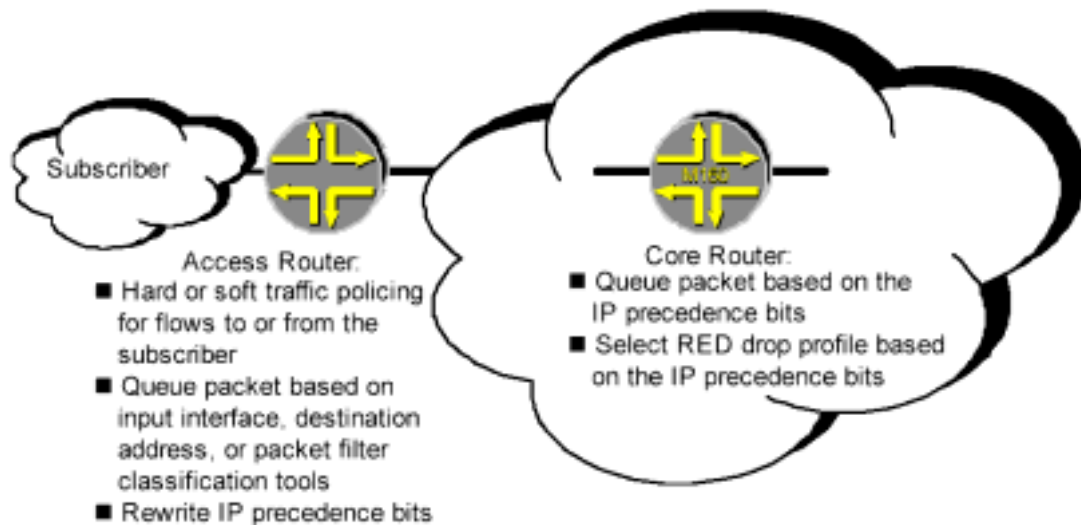 Subscriber
M160
Access Router:
■ Hard or soft traffic policing
for flows to or from the
subscriber
■ Queue packet based on
input interface, destination
address, or packet filter
classification tools
■ Rewrite IP precedence bits
Core Router:
■ Queue packet based on the
IP precedence bits
■ Select RED drop profile based
on the IP precedence bits